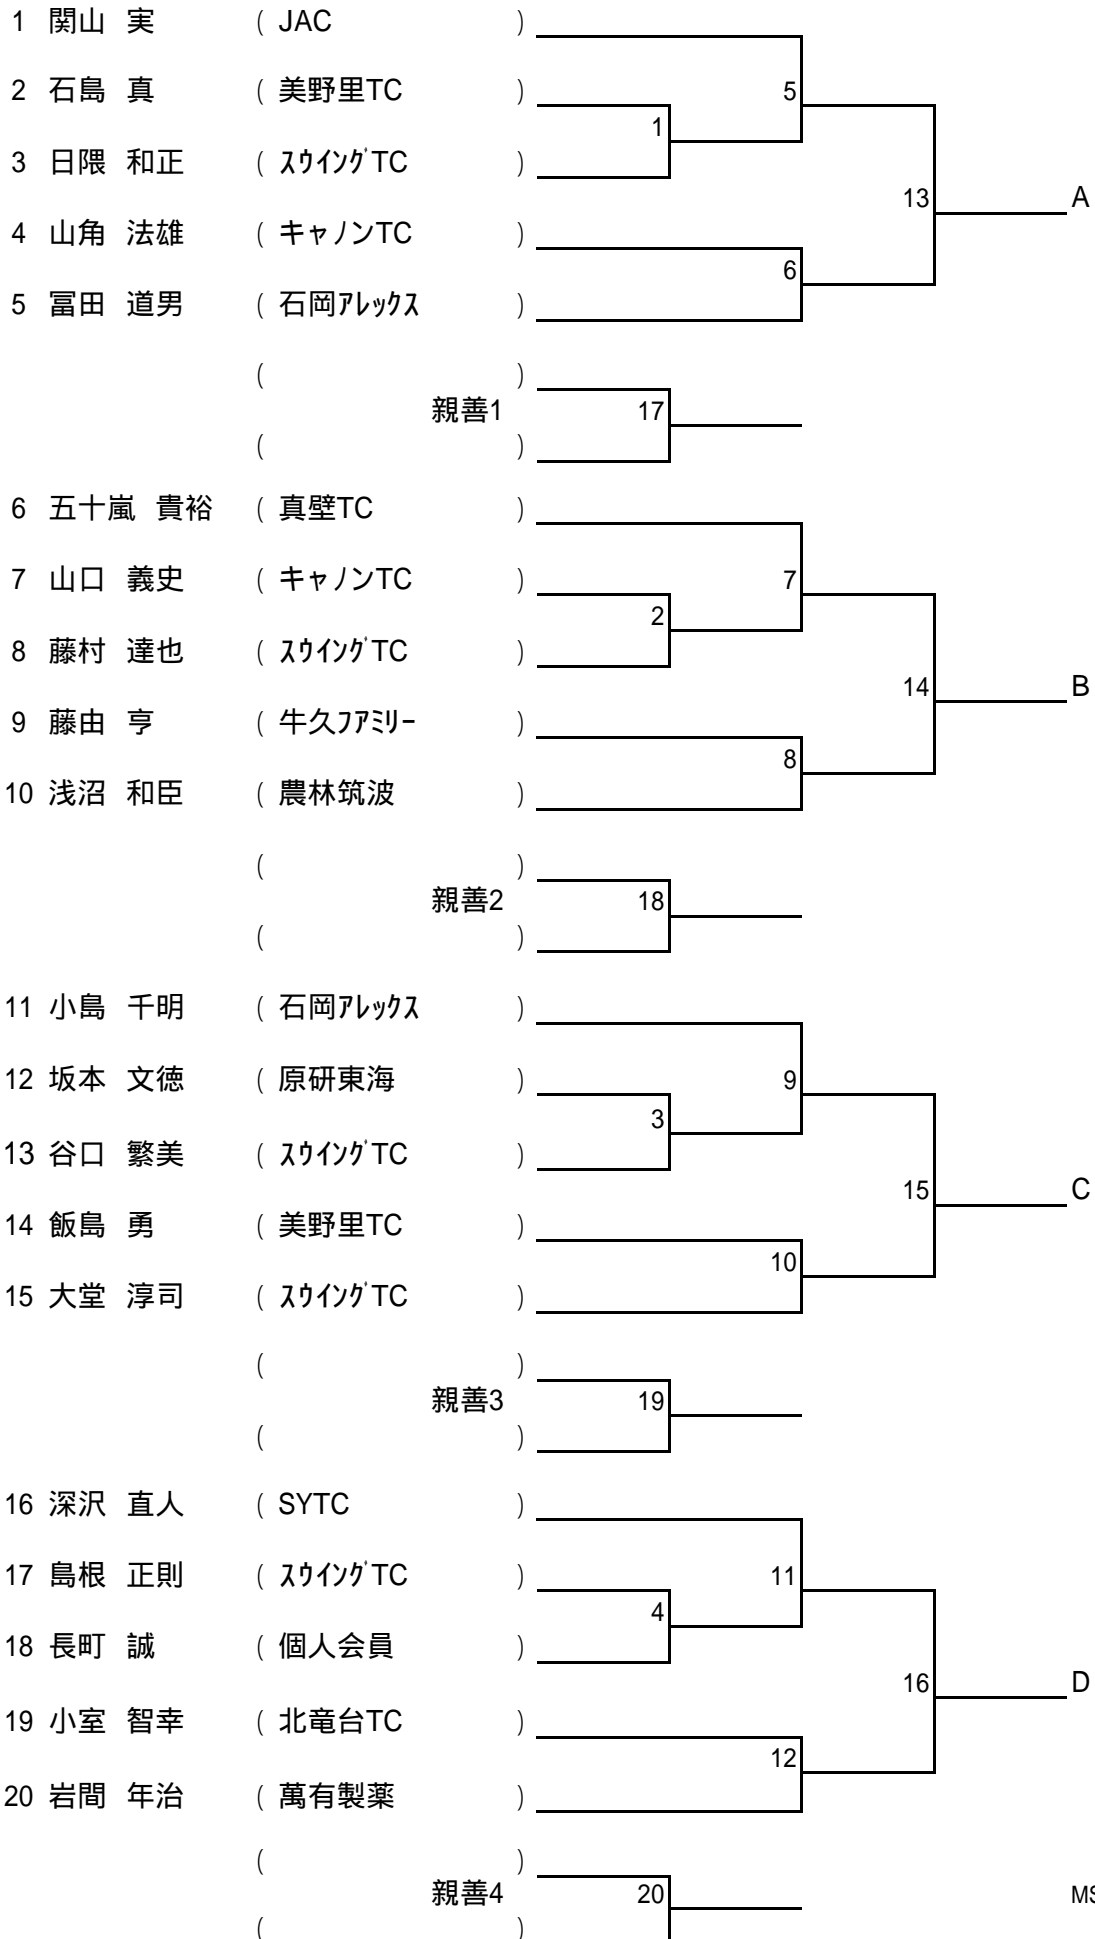 1 関山 実 ( JAC )
2 石島 真 ( 美野里TC ) 5
1
3 日隈 和正 ( ｽｳｲﾝｸﾞTC )
13 A
4 山角 法雄 ( キャノンTC )
6
5 冨田 道男 ( 石岡ｱﾚｯｸｽ )
( )
親善1 17
( )
6 五十嵐 貴裕 ( 真壁TC )
7 山口 義史 ( キャノンTC ) 7
2
8 藤村 達也 ( ｽｳｲﾝｸﾞTC )
14 B
9 藤由 亨 ( 牛久ﾌｱﾐﾘｰ )
8
10 浅沼 和臣 ( 農林筑波 )
( )
親善2 18
( )
11 小島 千明 ( 石岡ｱﾚｯｸｽ )
12 坂本 文徳 ( 原研東海 ) 9
3
13 谷口 繁美 ( ｽｳｲﾝｸﾞTC )
15 C
14 飯島 勇 ( 美野里TC )
10
15 大堂 淳司 ( ｽｳｲﾝｸﾞTC )
( )
親善3 19
( )
16 深沢 直人 ( SYTC )
17 島根 正則 ( ｽｳｲﾝｸﾞTC ) 11
4
18 長町 誠 ( 個人会員 )
16 D
19 小室 智幸 ( 北竜台TC )
12
20 岩間 年治 ( 萬有製薬 )
( )
親善4 20
( )